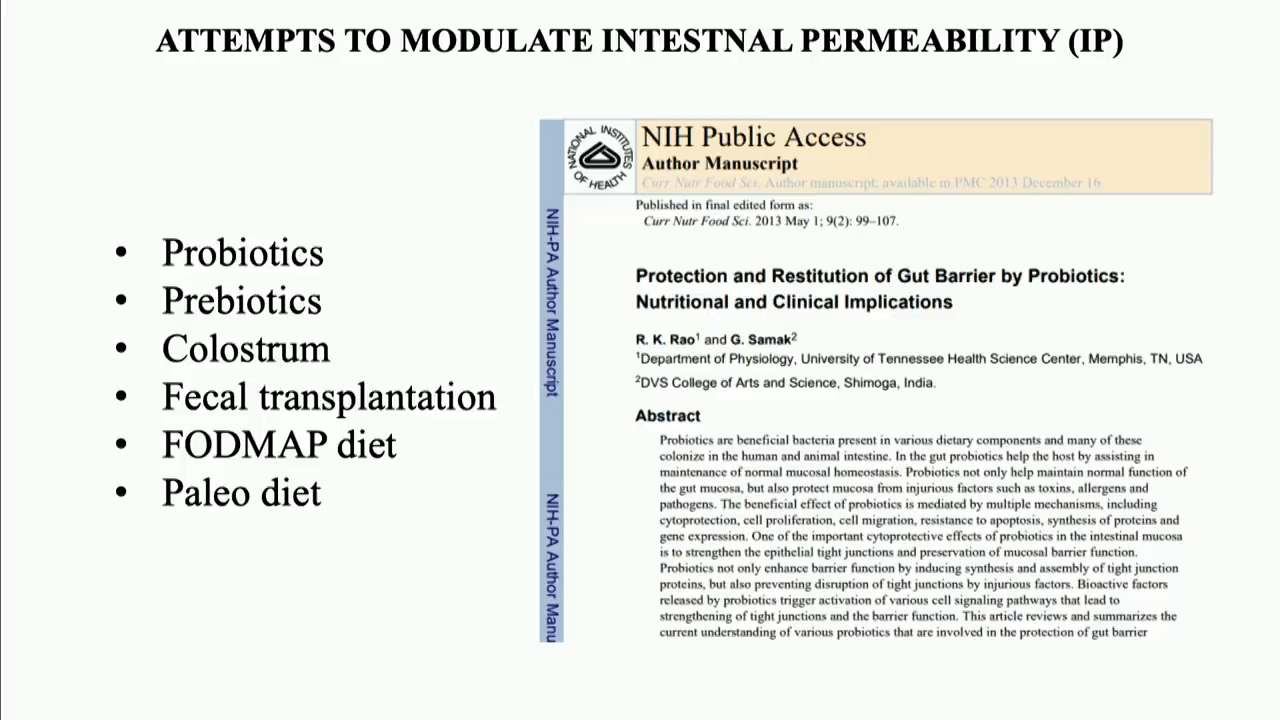 ATTEMPTS TO MODULATE INTESTNAL PERMEABILITY (IP)
• Probiotics
• Prebiotics
• Colostrum
• Fecal transplantation
• FODMAP diet
• Paleo diet
NATIONAL INSTITUTES OF HEALTH
NIH Public Access
Author Manuscript
Curr Nutr Food Sci. Author manuscript; available in PMC 2013 December 16
Published in final edited form as:
Curr Nutr Food Sci. 2013 May 1; 9(2): 99–107.
NIH-PA Author Manuscript
NIH-PA Author Manu
Protection and Restitution of Gut Barrier by Probiotics:
Nutritional and Clinical Implications
R. K. Rao1 and G. Samak2
1Department of Physiology, University of Tennessee Health Science Center, Memphis, TN, USA
2DVS College of Arts and Science, Shimoga, India.
Abstract
Probiotics are beneficial bacteria present in various dietary components and many of these
colonize in the human and animal intestine. In the gut probiotics help the host by assisting in
maintenance of normal mucosal homeostasis. Probiotics not only help maintain normal function of
the gut mucosa, but also protect mucosa from injurious factors such as toxins, allergens and
pathogens. The beneficial effect of probiotics is mediated by multiple mechanisms, including
cytoprotection, cell proliferation, cell migration, resistance to apoptosis, synthesis of proteins and
gene expression. One of the important cytoprotective effects of probiotics in the intestinal mucosa
is to strengthen the epithelial tight junctions and preservation of mucosal barrier function.
Probiotics not only enhance barrier function by inducing synthesis and assembly of tight junction
proteins, but also preventing disruption of tight junctions by injurious factors. Bioactive factors
released by probiotics trigger activation of various cell signaling pathways that lead to
strengthening of tight junctions and the barrier function. This article reviews and summarizes the
current understanding of various probiotics that are involved in the protection of gut barrier